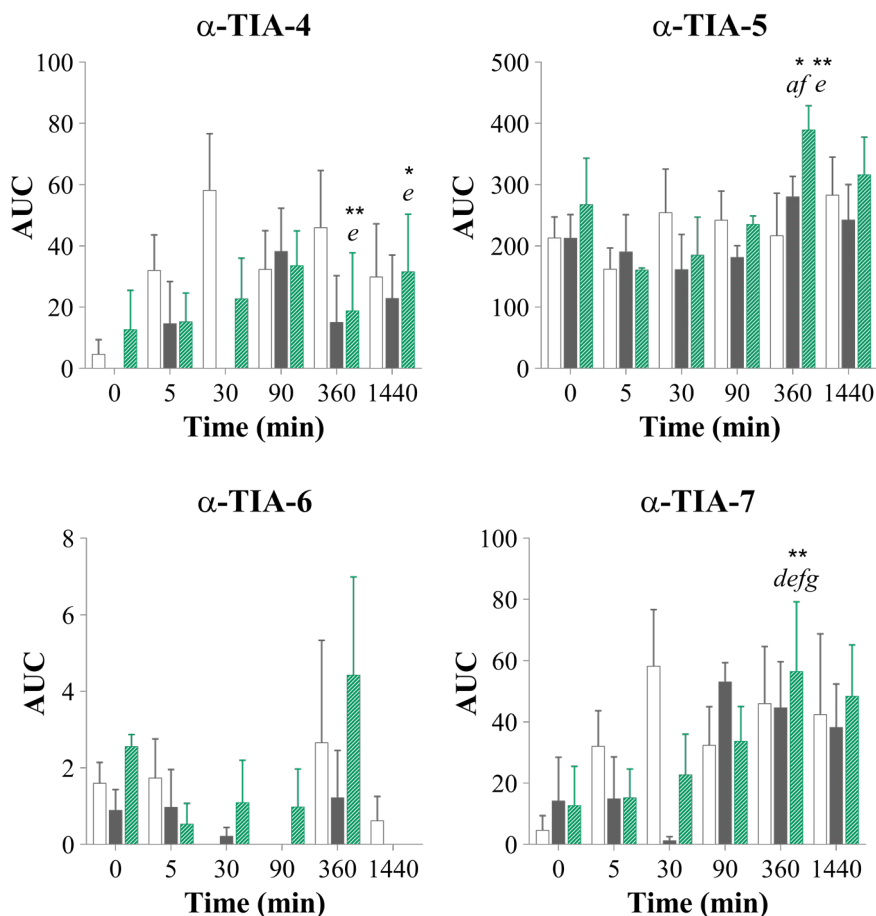 α-TIA-4
100
80
60
40
20
0
AUC
**
e
*
e
0 5 30 90 360 1440
Time (min)
α-TIA-5
500
400
300
200
100
0
AUC
* **
af e
0 5 30 90 360 1440
Time (min)
α-TIA-6
8
6
4
2
0
AUC
0 5 30 90 360 1440
Time (min)
α-TIA-7
100
80
60
40
20
0
AUC
**
defg
0 5 30 90 360 1440
Time (min)